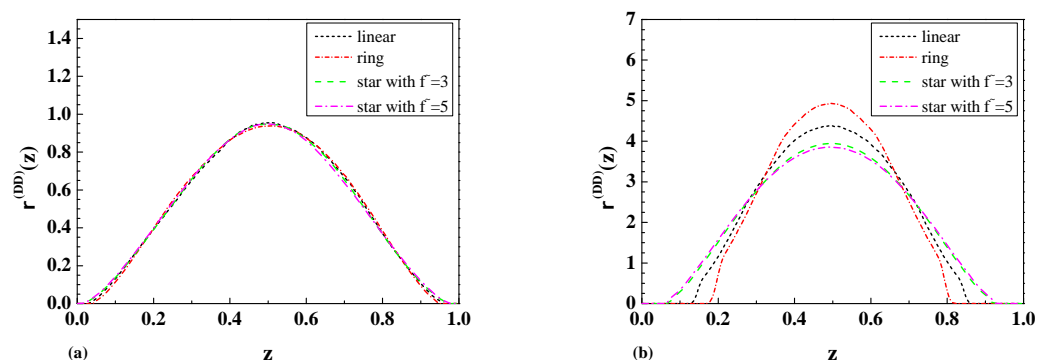 1.4
1.2
1.0
0.8
0.6
0.4
0.2
0.0
r(DD)(z)
linear
ring
star with f~=3
star with f~=5
0.0 0.2 0.4 0.6 0.8 1.0
(a) z
7
6
5
4
3
2
1
0
r(DD)(z)
linear
ring
star with f~=3
star with f~=5
0.0 0.2 0.4 0.6 0.8 1.0
(b) z